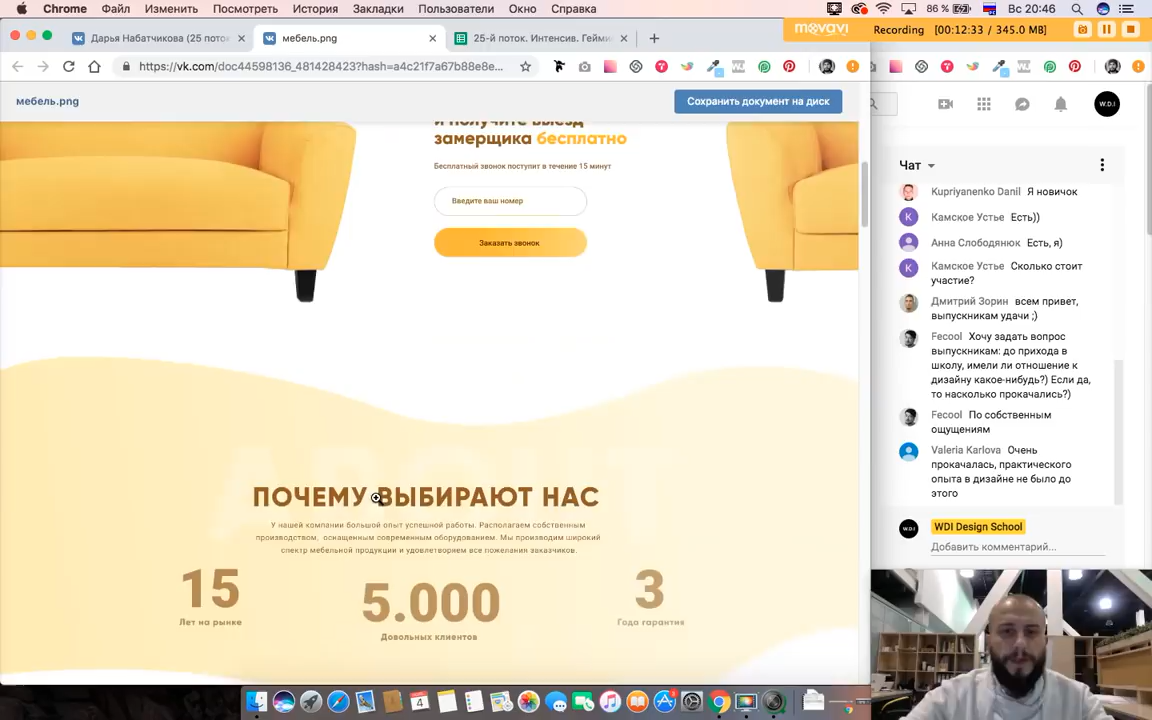 Chrome Файл Изменить Просмотр История Закладки Пользователи Окно Справка
86 % Вс 20:46
Дарья Набатчикова (25 поток
мебель.png
25-й поток. Интенсив. Гейми
movavi
Recording [00:12:33 / 345.0 MB]
https://vk.com/doc44598136_481428423?hash=a4c21f7a67b88e8e...
мебель.png
Сохранить документ на диск
W.D.I
и получите выезд
замерщика бесплатно
Бесплатный звонок поступит в течение 15 минут
Введите ваш номер
Заказать звонок
ABOUT
ПОЧЕМУ ВЫБИРАЮТ НАС
У нашей компании большой опыт успешной работы. Располагаем собственным
производством, оснащенным современным оборудованием. Мы производим широкий
спектр мебельной продукции и удовлетворяем все пожелания заказчиков.
15
Лет на рынке
5.000
Довольных клиентов
3
Года гарантия
Чат
Kupriyanenko Danil Я новичок
К
Камское Устье Есть))
Анна Слободянюк Есть, я)
К
Камское Устье Сколько стоит
участие?
Дмитрий Зорин всем привет,
выпускникам удачи ;)
Fecool Хочу задать вопрос
выпускникам: до прихода в
школу, имели ли отношение к
дизайну какое-нибудь?) Если да,
то насколько прокачались?)
Fecool По собственным
ощущениям
Valeria Karlova Очень
прокачалась, практического
опыта в дизайне не было до
этого
W.D.I
WDI Design School
Добавить комментарий...
4